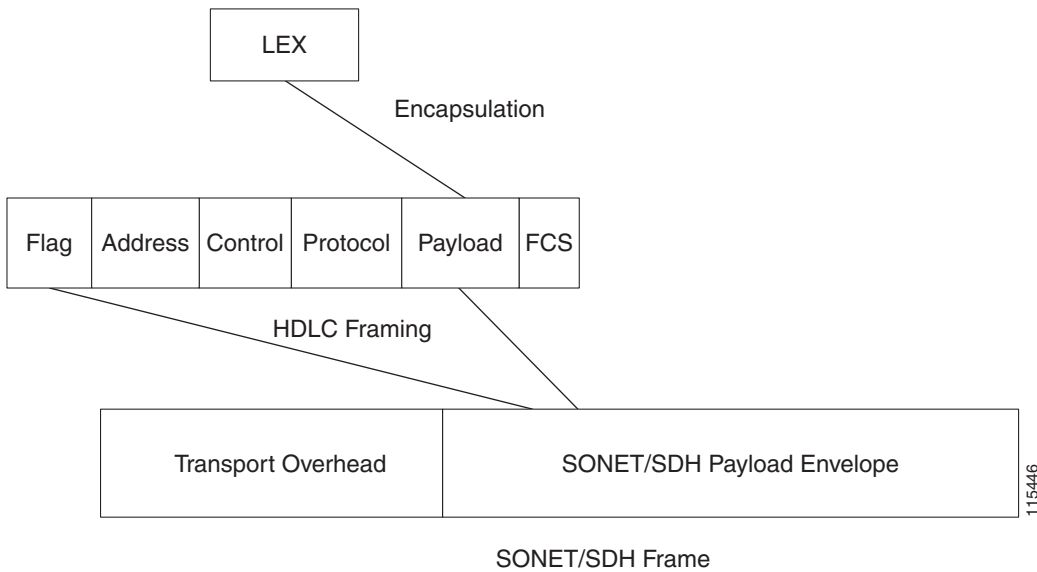 LEX
Encapsulation
Flag Address Control Protocol Payload FCS
HDLC Framing
Transport Overhead SONET/SDH Payload Envelope
115446
SONET/SDH Frame